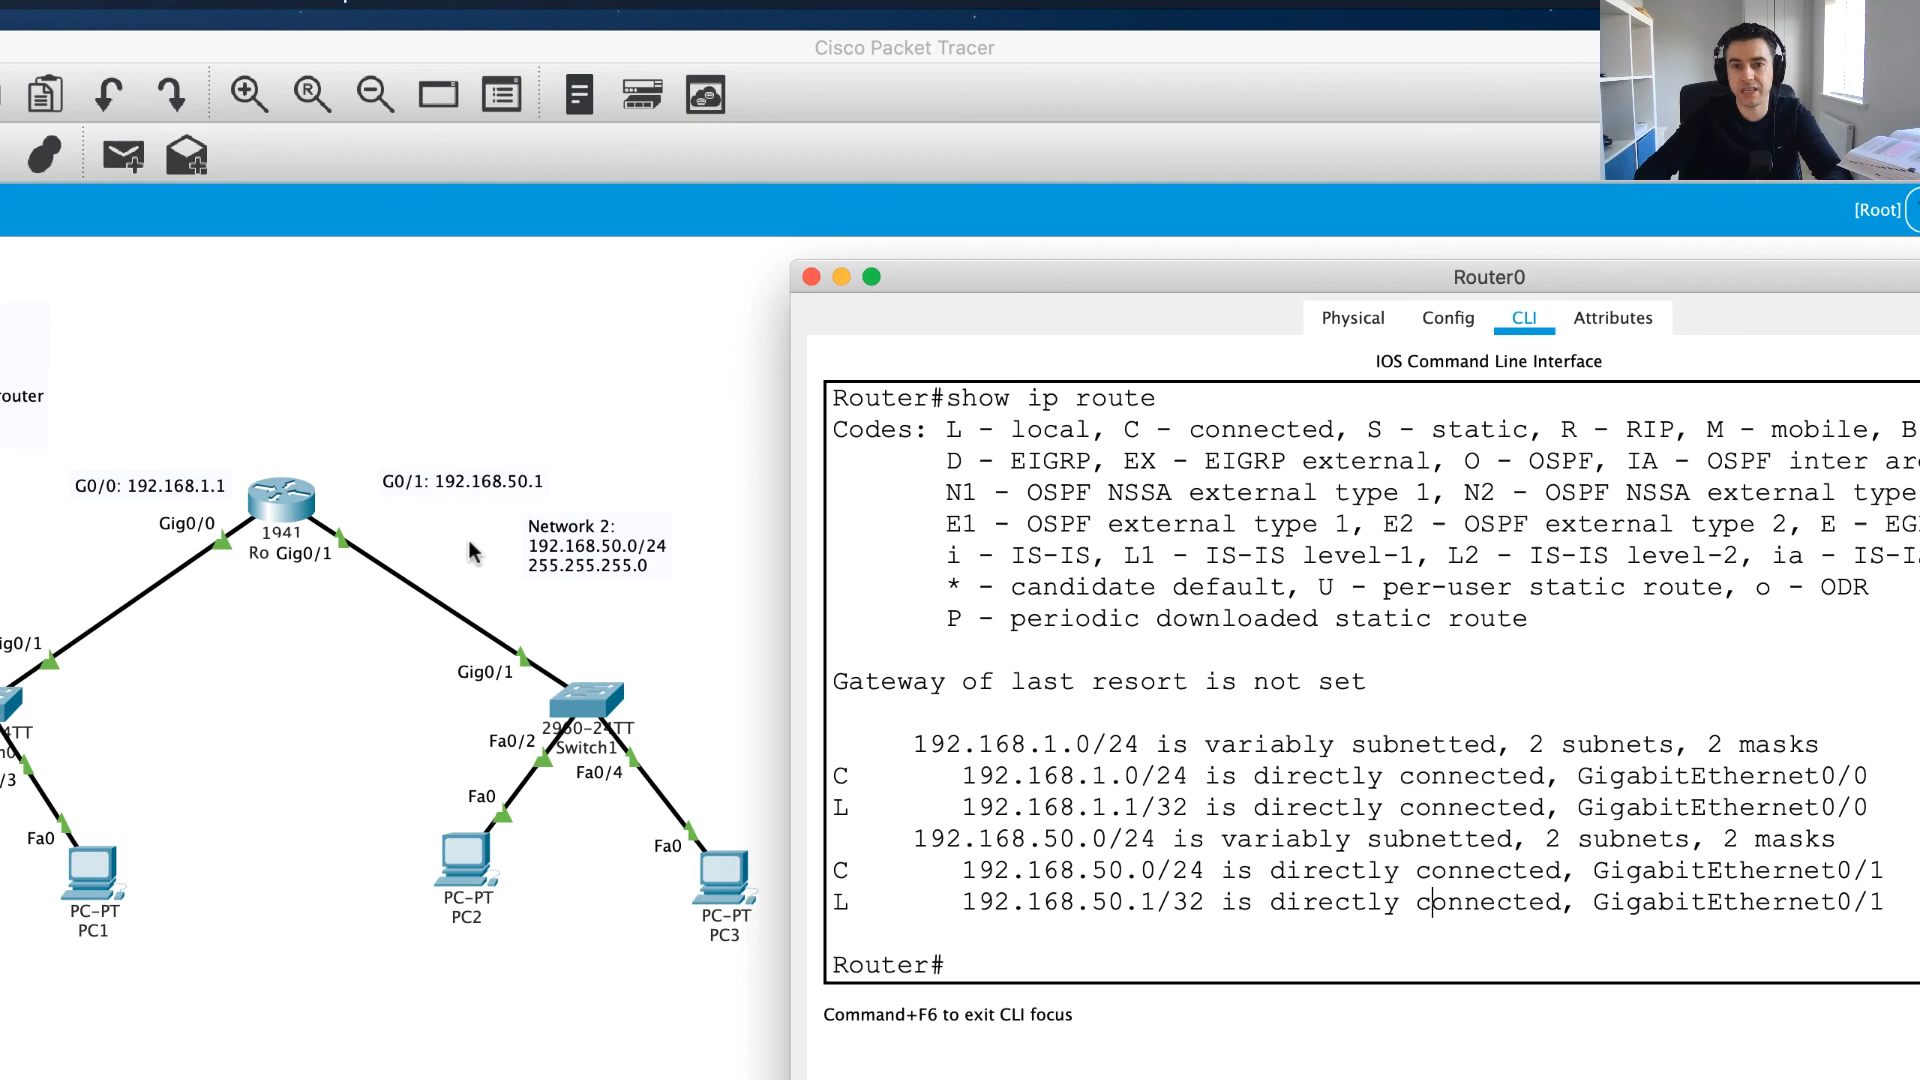 Cisco Packet Tracer
[Root]
Router0
Physical Config CLI Attributes
IOS Command Line Interface
Router#show ip route
Codes: L - local, C - connected, S - static, R - RIP, M - mobile, B
D - EIGRP, EX - EIGRP external, O - OSPF, IA - OSPF inter are
N1 - OSPF NSSA external type 1, N2 - OSPF NSSA external type
E1 - OSPF external type 1, E2 - OSPF external type 2, E - EG
i - IS-IS, L1 - IS-IS level-1, L2 - IS-IS level-2, ia - IS-IS
* - candidate default, U - per-user static route, o - ODR
P - periodic downloaded static route
Gateway of last resort is not set
192.168.1.0/24 is variably subnetted, 2 subnets, 2 masks
C 192.168.1.0/24 is directly connected, GigabitEthernet0/0
L 192.168.1.1/32 is directly connected, GigabitEthernet0/0
192.168.50.0/24 is variably subnetted, 2 subnets, 2 masks
C 192.168.50.0/24 is directly connected, GigabitEthernet0/1
L 192.168.50.1/32 is directly connected, GigabitEthernet0/1
Router#
Command+F6 to exit CLI focus
outer
G0/0: 192.168.1.1
G0/1: 192.168.50.1
Gig0/0
1941
Ro Gig0/1
Network 2:
192.168.50.0/24
255.255.255.0
ig0/1
Gig0/1
4TT
/3
Fa0/2
2960-24TT
Switch1
Fa0/4
Fa0
Fa0
Fa0
PC-PT
PC1
PC-PT
PC2
PC-PT
PC3